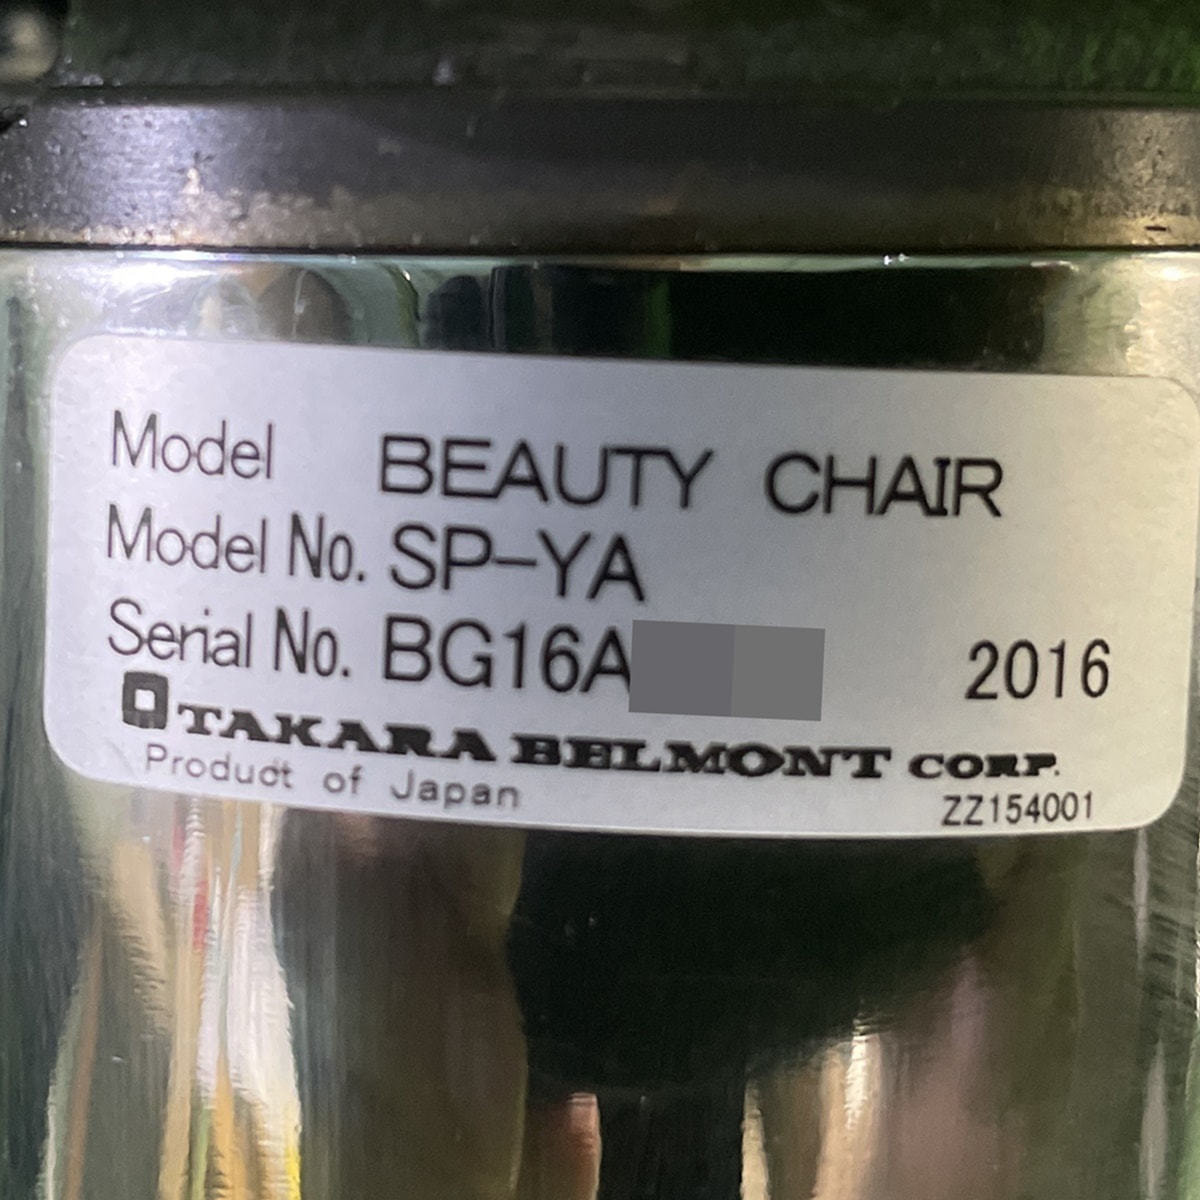 Model BEAUTY CHAIR
Model No. SP-YA
Serial No. BG16A 2016
TAKARA BELMONT CORP.
Product of Japan
ZZ154001